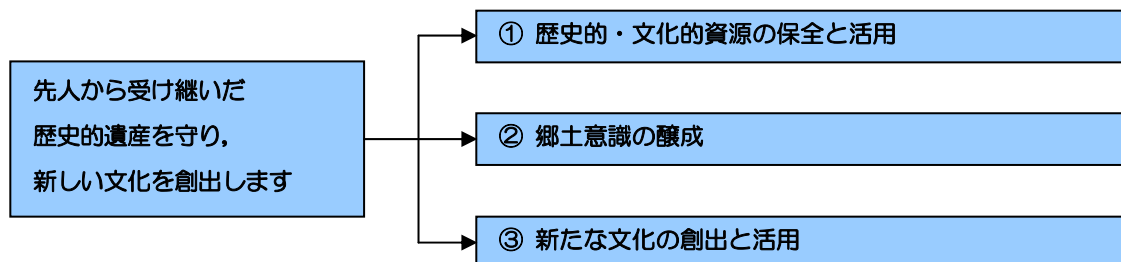 先人から受け継いだ
歴史的遺産を守り，
新しい文化を創出します
① 歴史的・文化的資源の保全と活用
② 郷土意識の醸成
③ 新たな文化の創出と活用